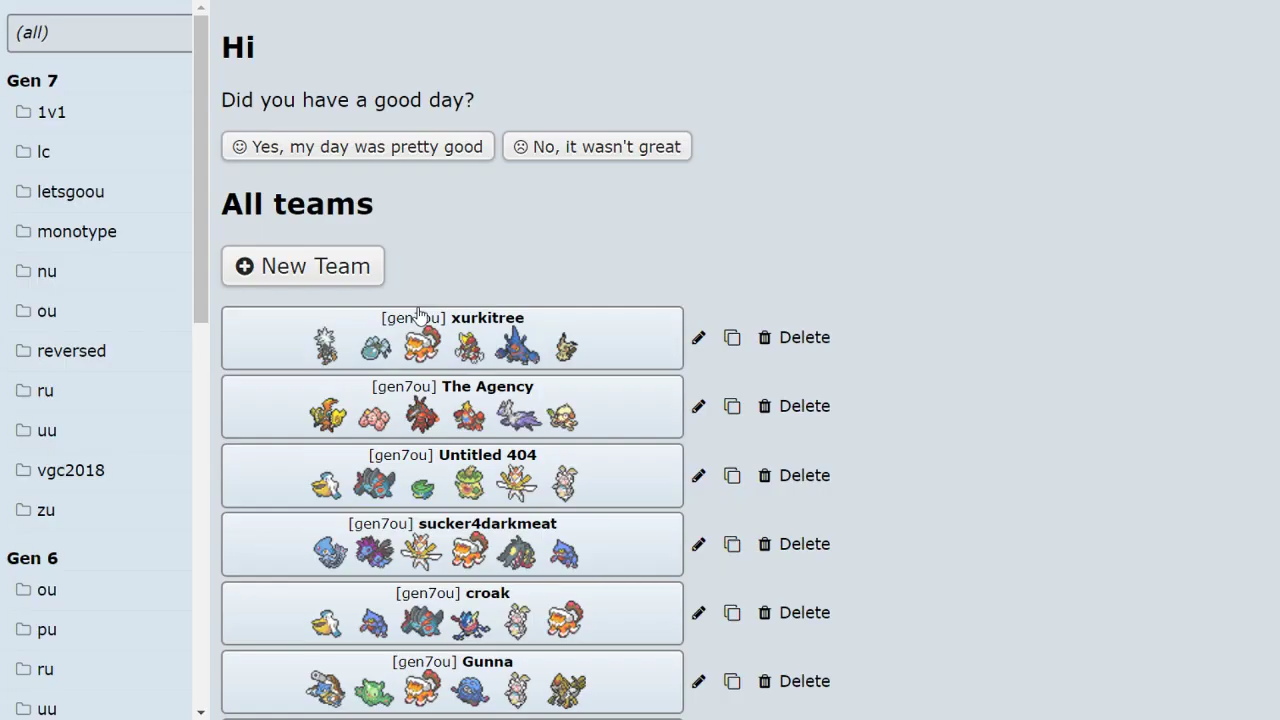 (all)
Gen 7
1v1
lc
letsgoou
monotype
nu
ou
reversed
ru
uu
vgc2018
zu
Gen 6
ou
pu
ru
uu
Hi
Did you have a good day?
Yes, my day was pretty good
No, it wasn't great
All teams
New Team
[gen7ou] xurkitree
Delete
[gen7ou] The Agency
Delete
[gen7ou] Untitled 404
Delete
[gen7ou] sucker4darkmeat
Delete
[gen7ou] croak
Delete
[gen7ou] Gunna
Delete